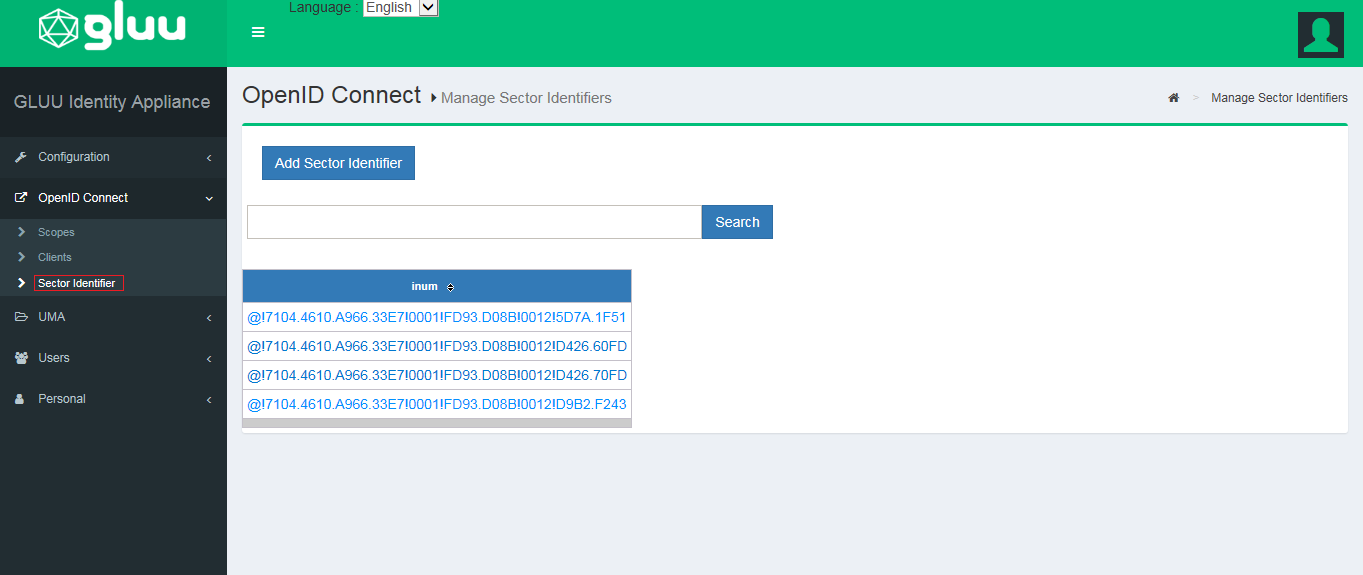 gluu
Language : English
GLUU Identity Appliance
Configuration
OpenID Connect
Scopes
Clients
Sector Identifier
UMA
Users
Personal
OpenID Connect Manage Sector Identifiers
> Manage Sector Identifiers
Add Sector Identifier
Search
inum
@!7104.4610.A966.33E7!0001!FD93.D08B!0012!5D7A.1F51
@!7104.4610.A966.33E7!0001!FD93.D08B!0012!D426.60FD
@!7104.4610.A966.33E7!0001!FD93.D08B!0012!D426.70FD
@!7104.4610.A966.33E7!0001!FD93.D08B!0012!D9B2.F243